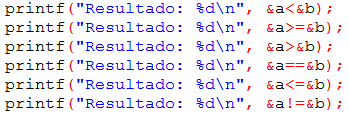 printf("Resultado: %d\n", &a<&b);
printf("Resultado: %d\n", &a>=&b);
printf("Resultado: %d\n", &a>&b);
printf("Resultado: %d\n", &a==&b);
printf("Resultado: %d\n", &a<=&b);
printf("Resultado: %d\n", &a!=&b);